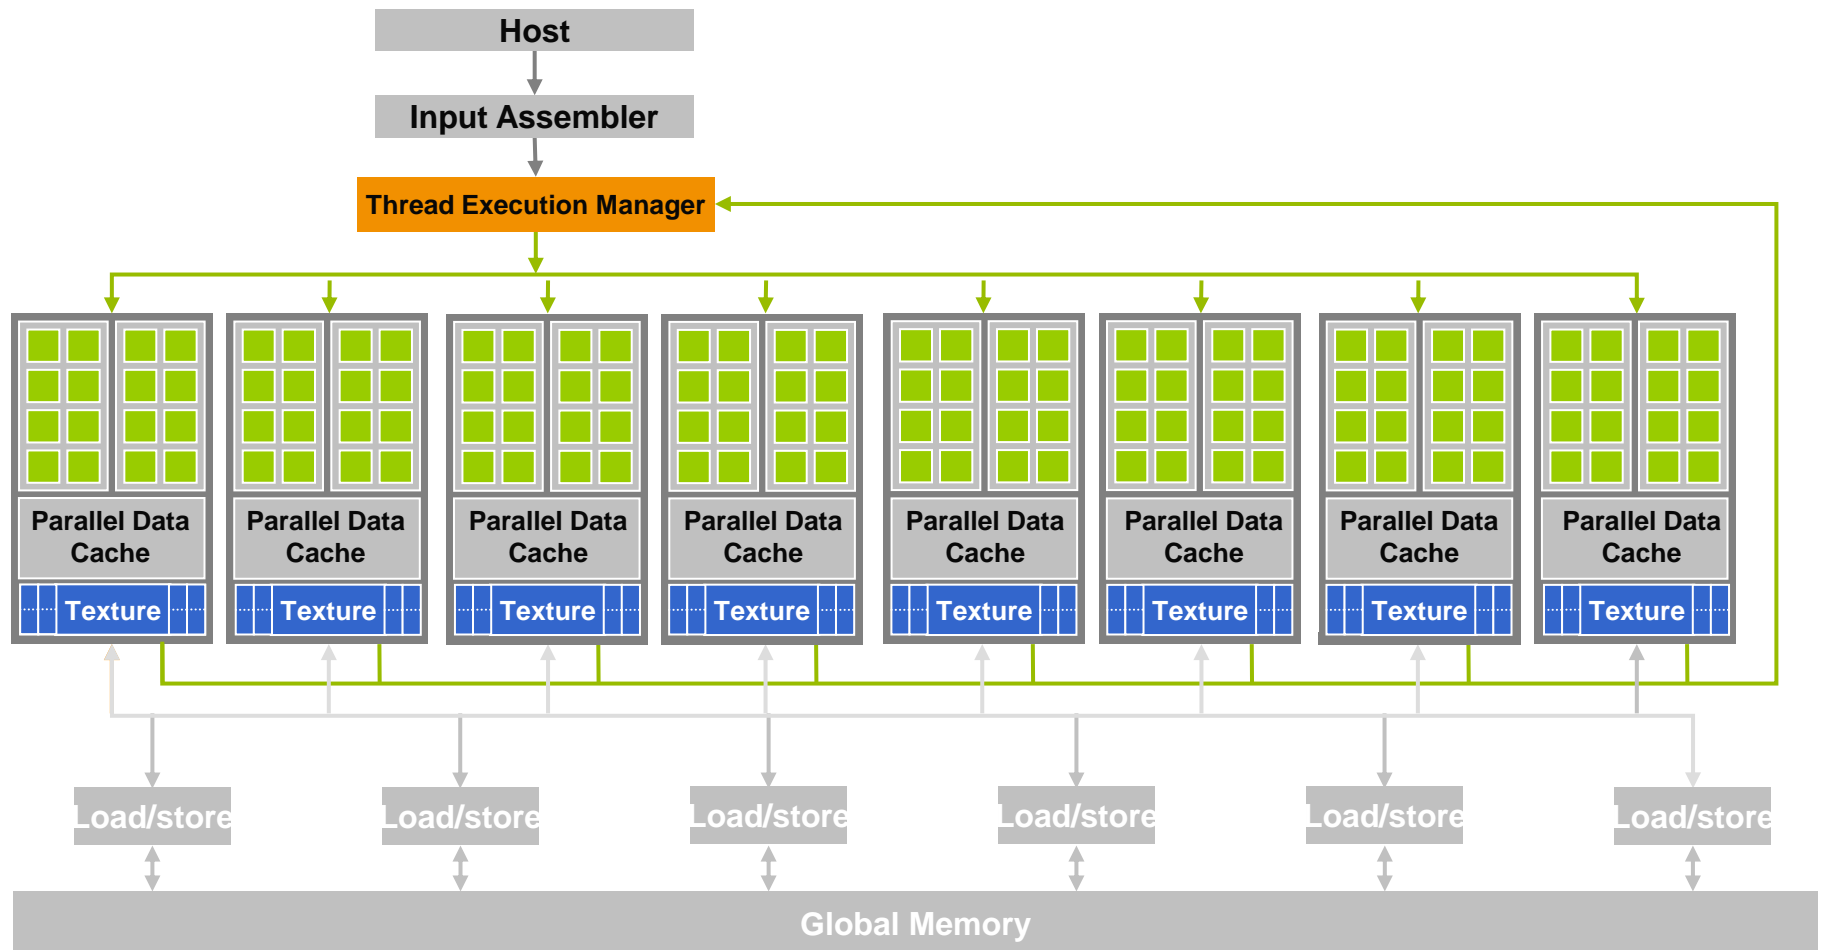 Host
Input Assembler
Thread Execution Manager
Parallel Data
Cache
Parallel Data
Cache
Parallel Data
Cache
Parallel Data
Cache
Parallel Data
Cache
Parallel Data
Cache
Parallel Data
Cache
Parallel Data
Cache
Texture
Texture
Texture
Texture
Texture
Texture
Texture
Texture
Load/store
Load/store
Load/store
Load/store
Load/store
Load/store
Global Memory